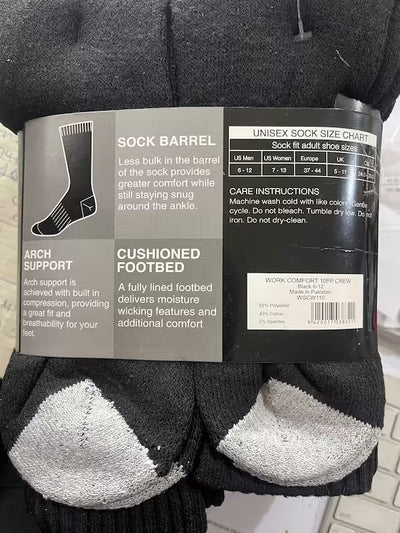 SOCK BARREL
Less bulk in the barrel
of the sock provides
greater comfort while
still staying snug
around the ankle.
ARCH
SUPPORT
Arch support is
achieved with built in
compression, providing
a great fit and
breathability for your
feet.
CUSHIONED
FOOTBED
A fully lined footbed
delivers moisture
wicking features and
additional comfort
UNISEX SOCK SIZE CHART
Sock fit adult shoe sizes
US Men US Women Europe UK
6 - 12 7 - 13 37 - 44 5 - 11
CARE INSTRUCTIONS
Machine wash cold with like colors. Gentle
cycle. Do not bleach. Tumble dry low. Do not
iron. Do not dry-clean.
WORK COMFORT 10PP CREW
Black 6-12
Made in Pakistan
WSCW110
55% Polyester
43% Cotton
2% Spandex